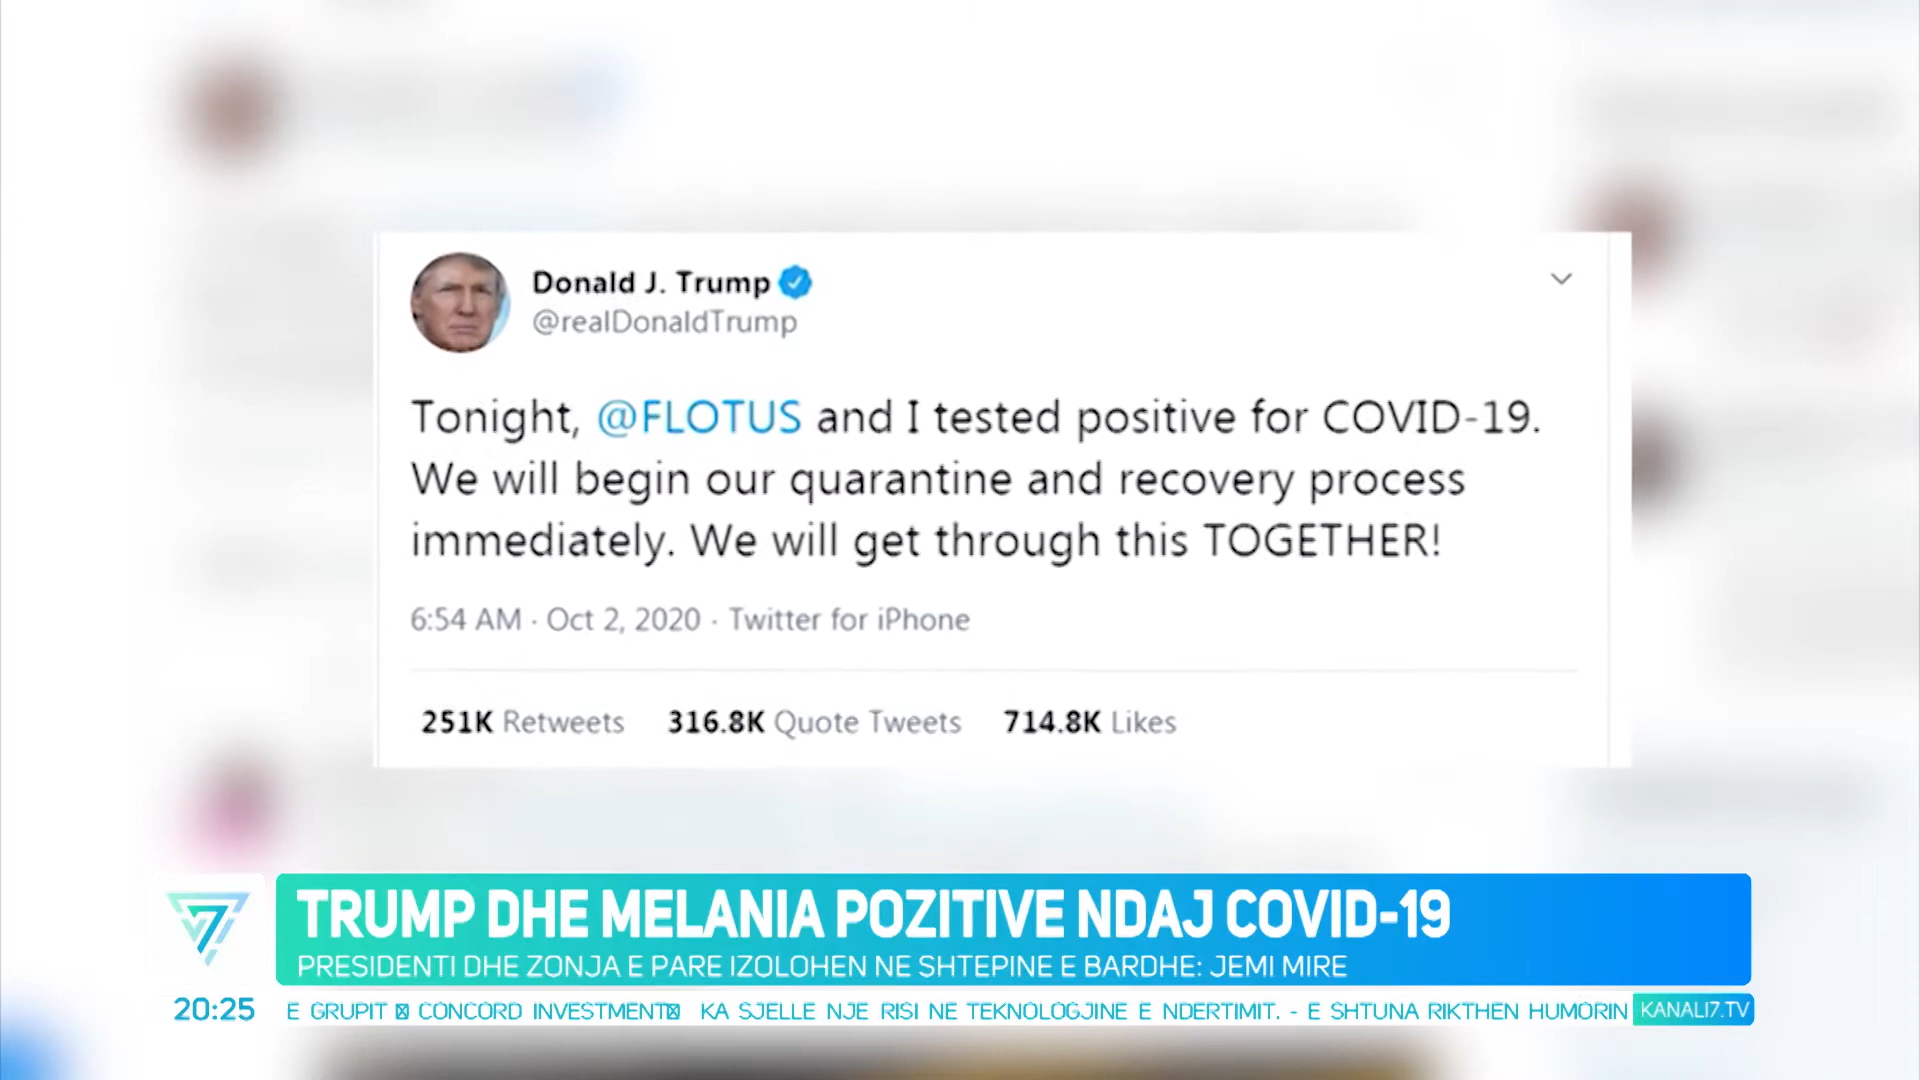 Donald J. Trump
@realDonaldTrump
Tonight, @FLOTUS and I tested positive for COVID-19.
We will begin our quarantine and recovery process
immediately. We will get through this TOGETHER!
6:54 AM · Oct 2, 2020 · Twitter for iPhone
251K Retweets 316.8K Quote Tweets 714.8K Likes
TRUMP DHE MELANIA POZITIVE NDAJ COVID-19
PRESIDENTI DHE ZONJA E PARE IZOLOHEN NE SHTEPINE E BARDHE: JEMI MIRE
20:25 E GRUPIT CONCORD INVESTMENT KA SJELLE NJE RISI NE TEKNOLOGJINE E NDERTIMIT. - E SHTUNA RIKTHEN HUMORIN KANALI7.TV